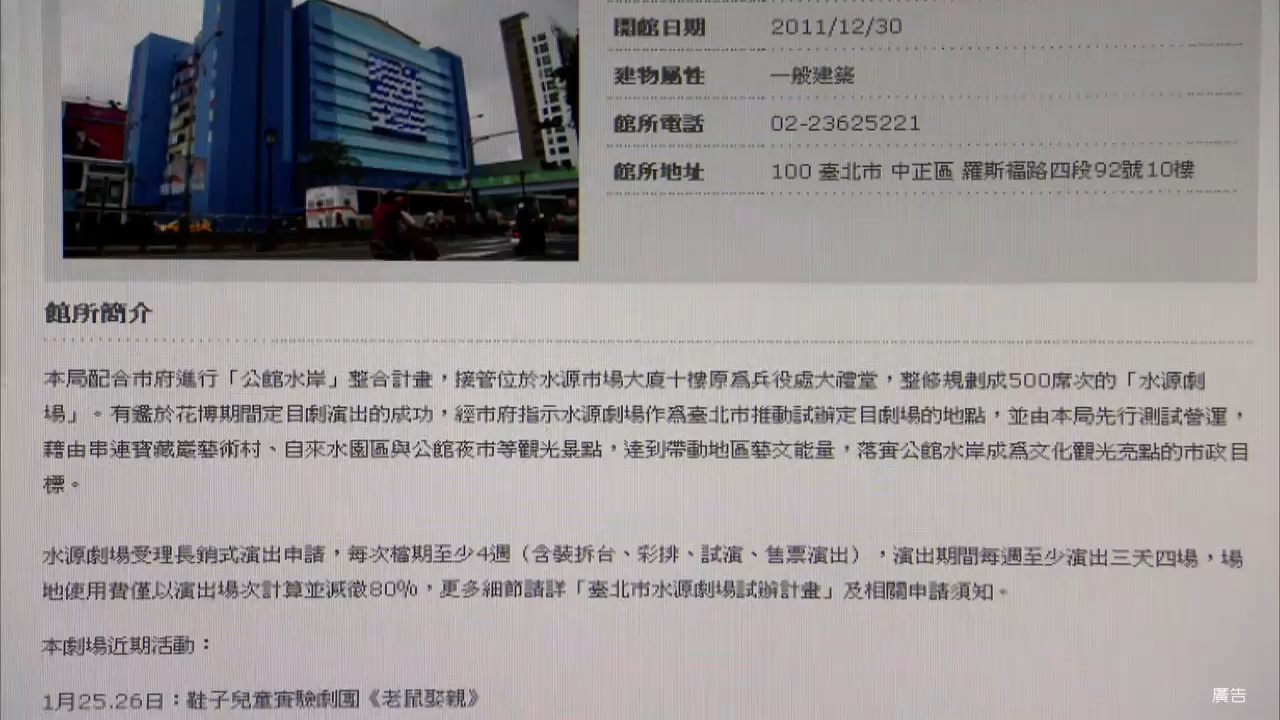 開館日期 2011/12/30
建物屬性 一般建築
館所電話 02-23625221
館所地址 100 臺北市 中正區 羅斯福路四段92號10樓
館所簡介
本局配合市府進行「公館水岸」整合計畫，接管位於水源市場大廈十樓原為兵役處大禮堂，整修規劃成500席次的「水源劇
場」。有鑑於花博期間定目劇演出的成功，經市府指示水源劇場作為臺北市推動試辦定目劇場的地點，並由本局先行測試營運，
藉由串連寶藏巖藝術村、自來水園區與公館夜市等觀光景點，達到帶動地區藝文能量，落實公館水岸成為文化觀光亮點的市政目
標。
水源劇場受理長銷式演出申請，每次檔期至少4週（含裝拆台、彩排、試演、售票演出），演出期間每週至少演出三天四場，場
地使用費僅以演出場次計算並減徵80%，更多細節請詳「臺北市水源劇場試辦計畫」及相關申請須知。
本劇場近期活動：
1月25.26日：鞋子兒童實驗劇團《老鼠娶親》
廣告